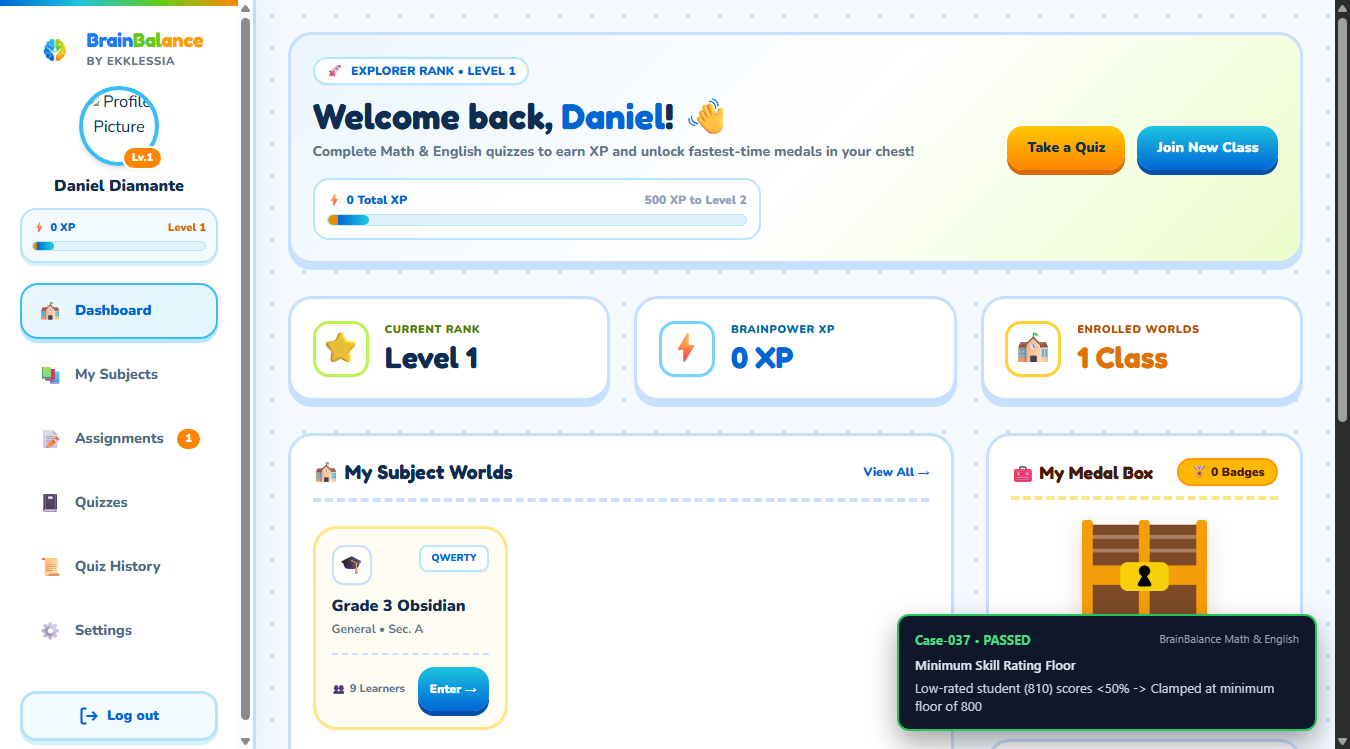 BrainBalance
BY EKKLESSIA
Profile
Picture
Lv.1
Daniel Diamante
0 XP
Level 1
Dashboard
My Subjects
Assignments
1
Quizzes
Quiz History
Settings
Log out
EXPLORER RANK • LEVEL 1
Welcome back, Daniel!
Complete Math & English quizzes to earn XP and unlock fastest-time medals in your chest!
0 Total XP
500 XP to Level 2
Take a Quiz
Join New Class
CURRENT RANK
Level 1
BRAINPOWER XP
0 XP
ENROLLED WORLDS
1 Class
My Subject Worlds
View All →
QWERTY
Grade 3 Obsidian
General • Sec. A
9 Learners
Enter →
My Medal Box
0 Badges
Case-037 • PASSED
BrainBalance Math & English
Minimum Skill Rating Floor
Low-rated student (810) scores <50% -> Clamped at minimum
floor of 800